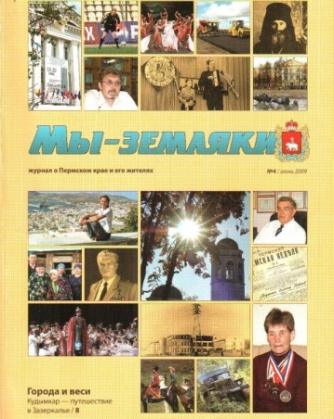 Мы-земляки
журнал о Пермском крае и его жителях
№4 / июнь 2009
Города и веси
Кудымкар — путешествие
в Зазеркалье / 8